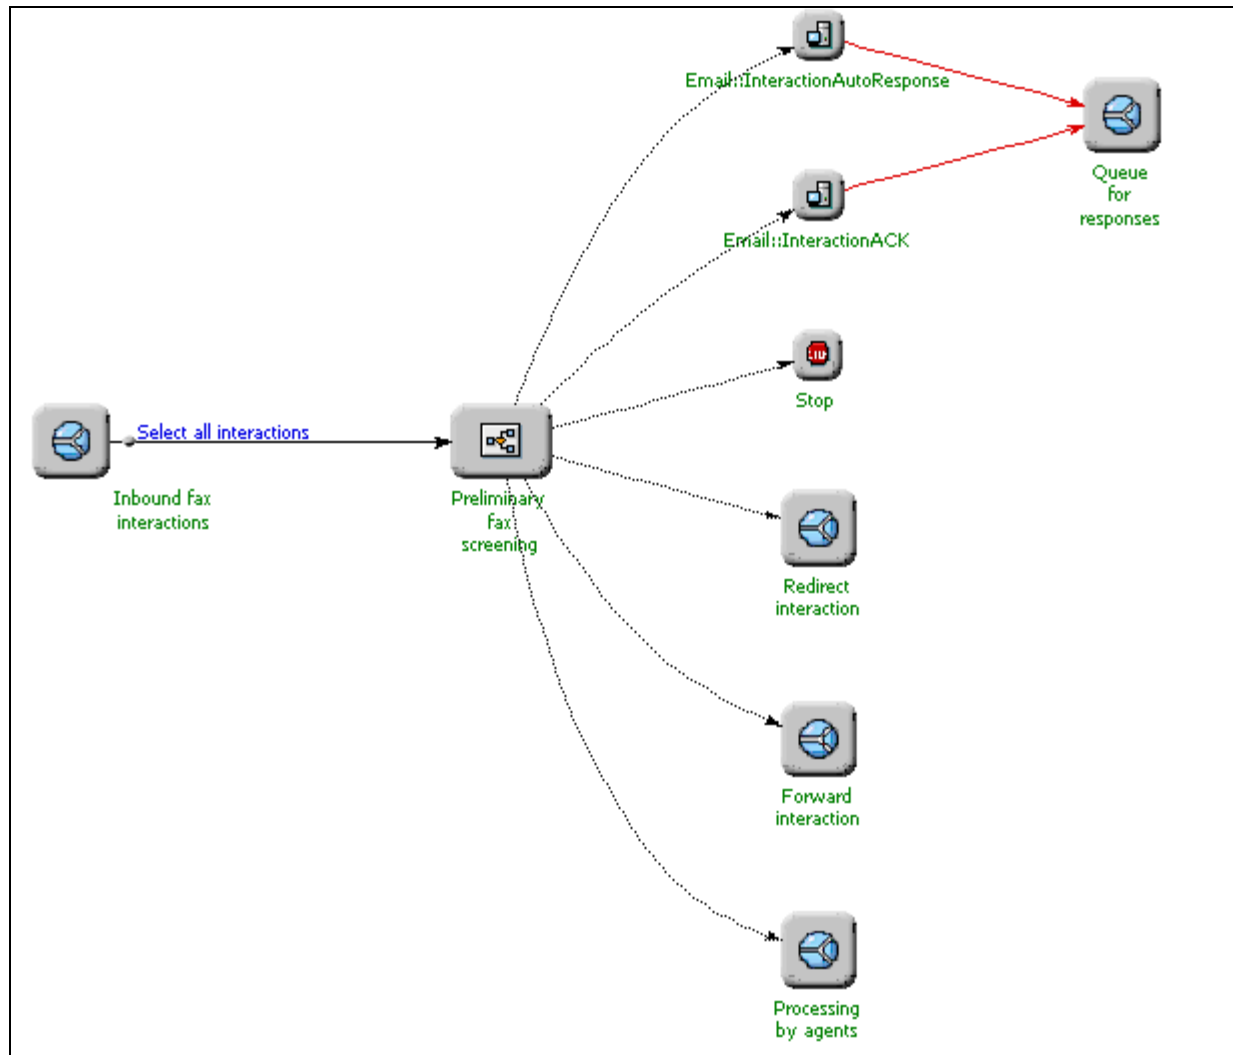 Email::InteractionAutoResponse
Queue
for
responses
Email::InteractionACK
Stop
Select all interactions
Inbound fax
interactions
Preliminary
fax
screening
Redirect
interaction
Forward
interaction
Processing
by agents